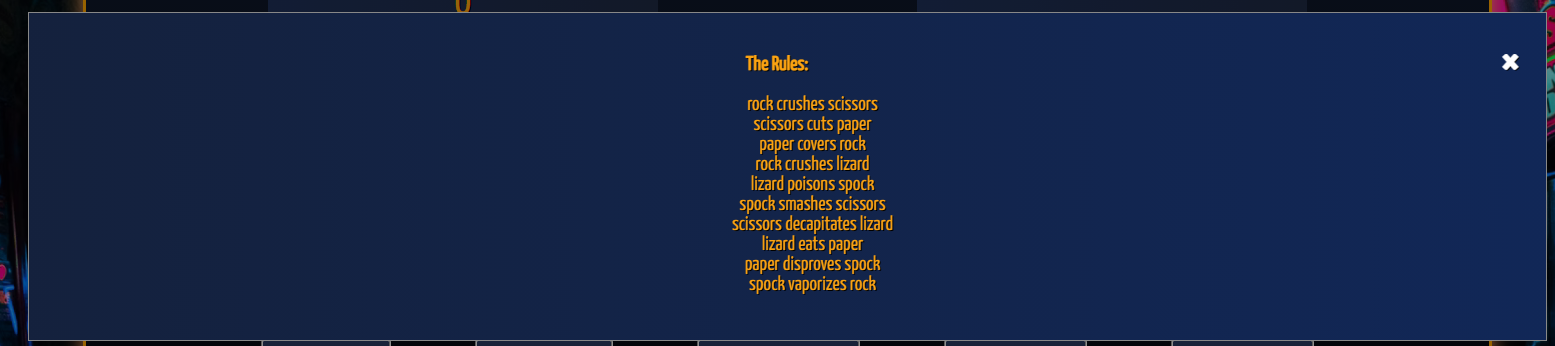 The Rules:
rock crushes scissors
scissors cuts paper
paper covers rock
rock crushes lizard
lizard poisons spock
spock smashes scissors
scissors decapitates lizard
lizard eats paper
paper disproves spock
spock vaporizes rock